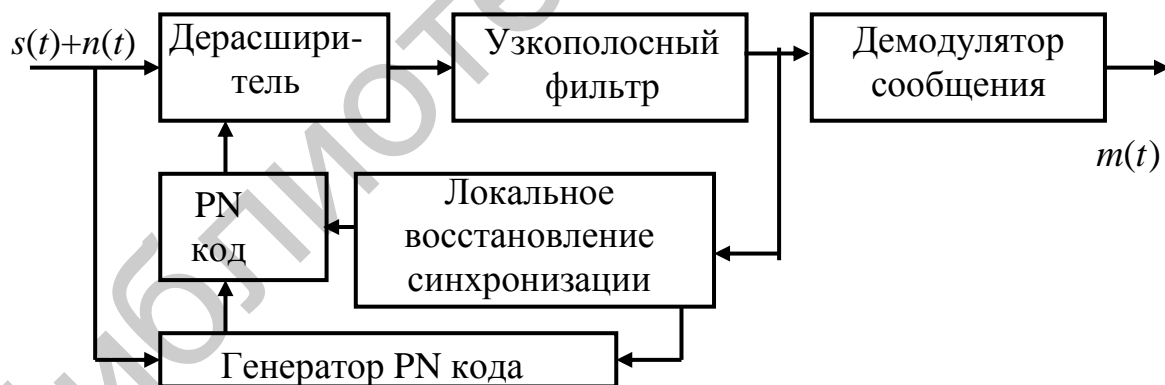 s(t)+n(t)
Дерасшири-
тель
Узкополосный
фильтр
Демодулятор
сообщения
m(t)
PN
код
Локальное
восстановление
синхронизации
Генератор PN кода